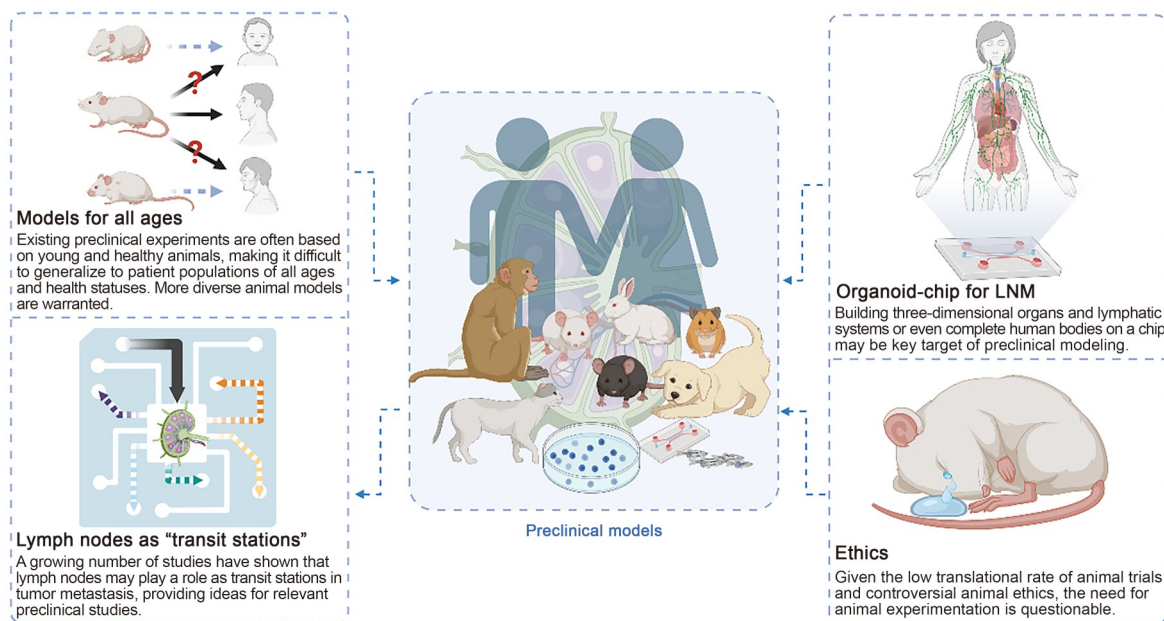 ?
?
Models for all ages
Existing preclinical experiments are often based
on young and healthy animals, making it difficult
to generalize to patient populations of all ages
and health statuses. More diverse animal models
are warranted.
Lymph nodes as “transit stations”
A growing number of studies have shown that
lymph nodes may play a role as transit stations in
tumor metastasis, providing ideas for relevant
preclinical studies.
Preclinical models
Organoid-chip for LNM
Building three-dimensional organs and lymphatic
systems or even complete human bodies on a chip
may be key target of preclinical modeling.
Ethics
Given the low translational rate of animal trials
and controversial animal ethics, the need for
animal experimentation is questionable.